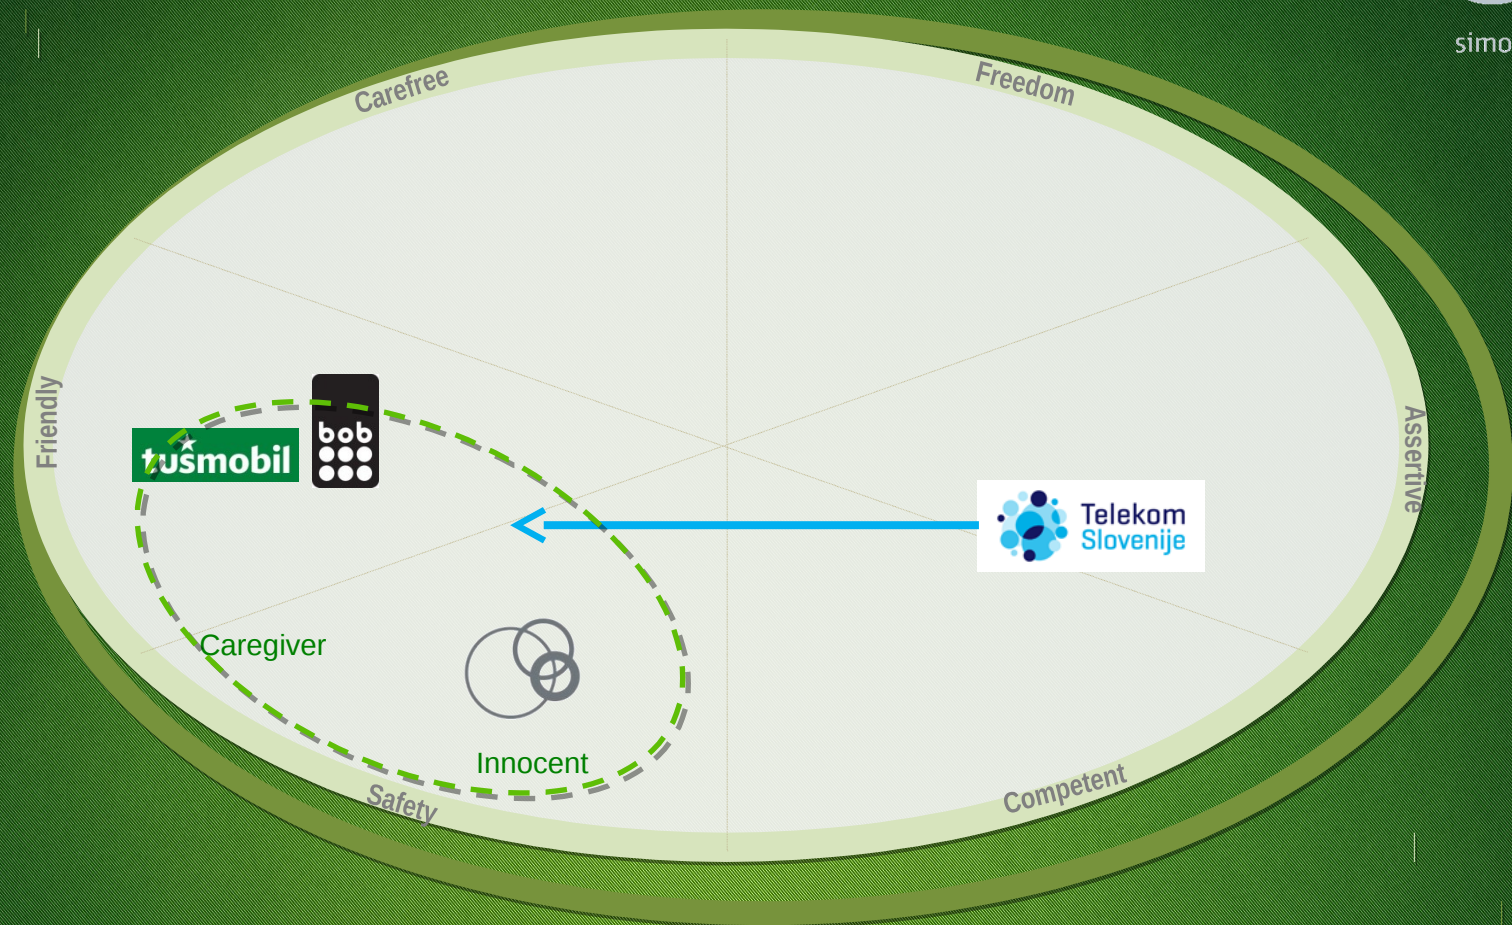 simo
Carefree
Freedom
Friendly
Assertive
bob
tušmobil
Telekom
Slovenije
Caregiver
Innocent
Safety
Competent